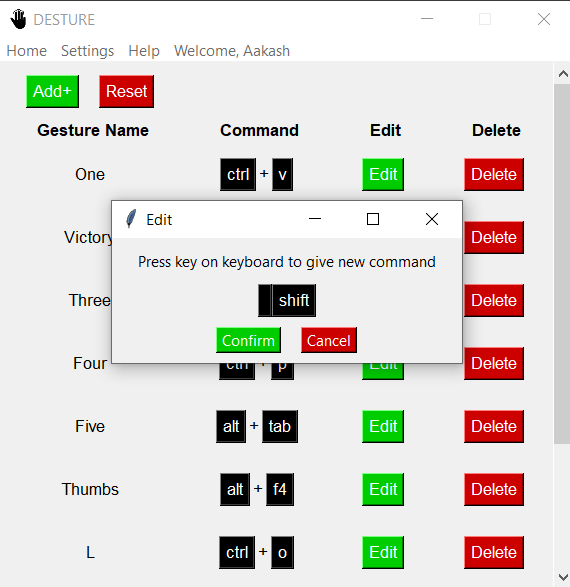 DESTURE
Home Settings Help Welcome, Aakash
Add+ Reset
Gesture Name Command Edit Delete
One ctrl + v Edit Delete
Victory Delete
Edit
Press key on keyboard to give new command
Three Delete
shift
Confirm Cancel
Four ctrl + p Edit Delete
Five alt + tab Edit Delete
Thumbs alt + f4 Edit Delete
L ctrl + o Edit Delete